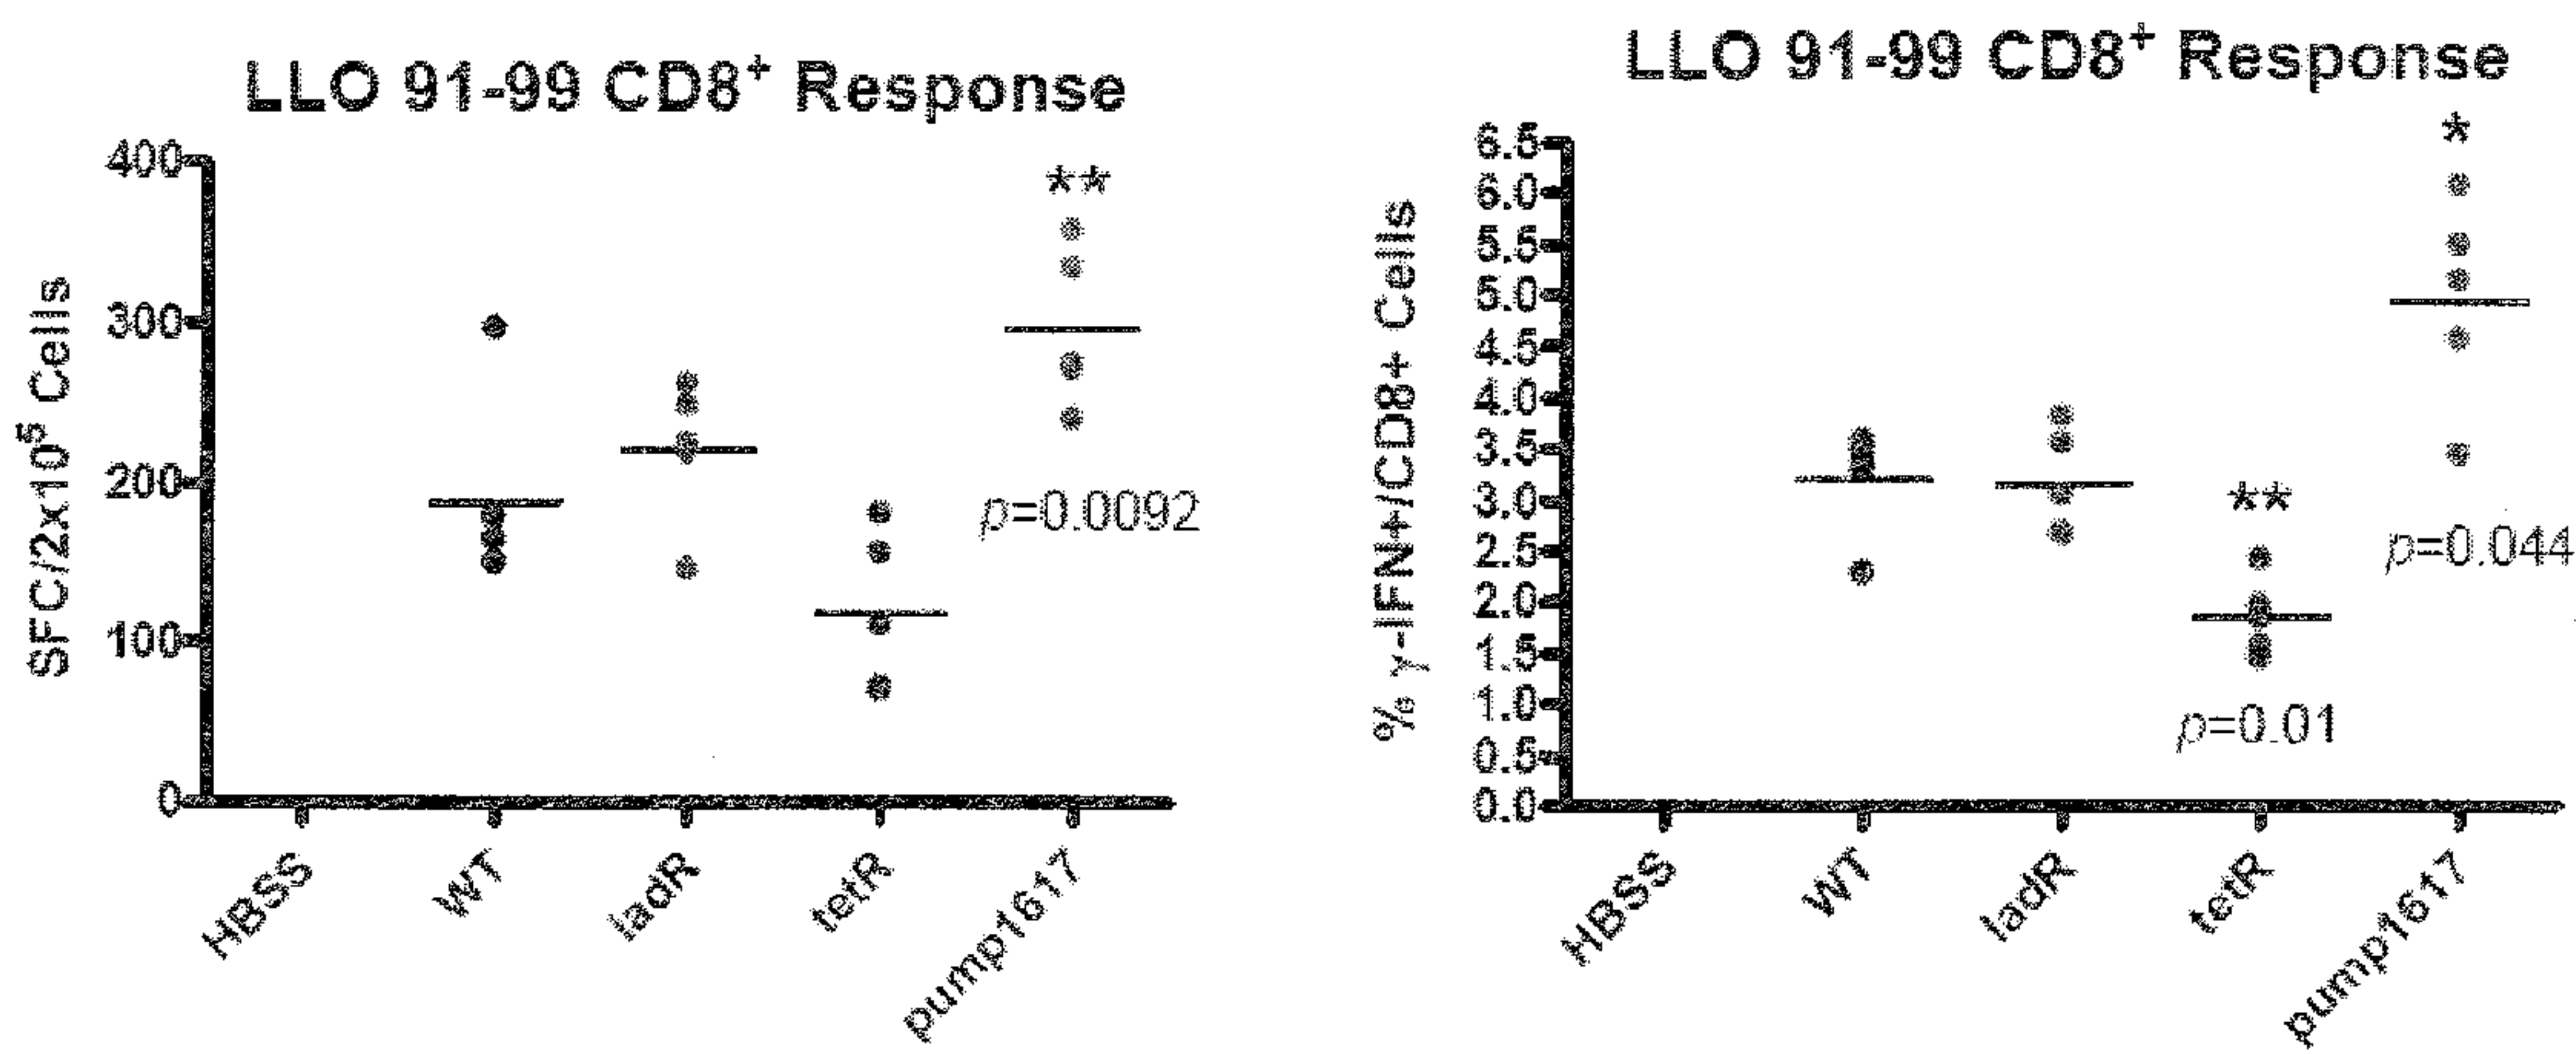 LLO 91-99 CD8+ Response
SFC/2x10⁵ Cells
400
300
200
100
0
**
p=0.0092
HBSS
WT
ladR
tetR
pump1617
LLO 91-99 CD8+ Response
% γ-IFN+/CD8+ Cells
6.5
6.0
5.5
5.0
4.5
4.0
3.5
3.0
2.5
2.0
1.5
1.0
0.5
0.0
*
**
p=0.044
p=0.01
HBSS
WT
ladR
tetR
pump1617